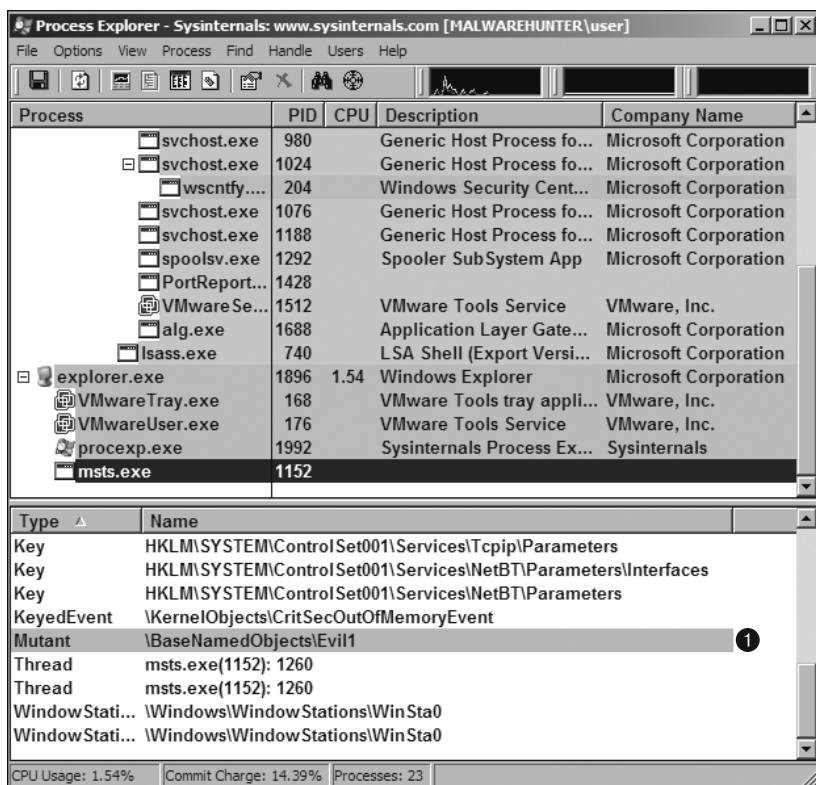 Process Explorer - Sysinternals: www.sysinternals.com [MALWAREHUNTER\user]
File Options View Process Find Handle Users Help
Process PID CPU Description Company Name
svchost.exe 980 Generic Host Process fo... Microsoft Corporation
svchost.exe 1024 Generic Host Process fo... Microsoft Corporation
wscntfy.... 204 Windows Security Cent... Microsoft Corporation
svchost.exe 1076 Generic Host Process fo... Microsoft Corporation
svchost.exe 1188 Generic Host Process fo... Microsoft Corporation
spoolsv.exe 1292 Spooler SubSystem App Microsoft Corporation
PortReport... 1428
VMwareSe... 1512 VMware Tools Service VMware, Inc.
alg.exe 1688 Application Layer Gate... Microsoft Corporation
lsass.exe 740 LSA Shell (Export Versi... Microsoft Corporation
explorer.exe 1896 1.54 Windows Explorer Microsoft Corporation
VMwareTray.exe 168 VMware Tools tray appli... VMware, Inc.
VMwareUser.exe 176 VMware Tools Service VMware, Inc.
procexp.exe 1992 Sysinternals Process Ex... Sysinternals
msts.exe 1152
Type Name
Key HKLM\SYSTEM\ControlSet001\Services\Tcpip\Parameters
Key HKLM\SYSTEM\ControlSet001\Services\NetBT\Parameters\Interfaces
Key HKLM\SYSTEM\ControlSet001\Services\NetBT\Parameters
KeyedEvent \KernelObjects\CritSecOutOfMemoryEvent
Mutant \BaseNamedObjects\Evil1 1
Thread msts.exe(1152): 1260
Thread msts.exe(1152): 1260
WindowStati... \Windows\WindowStations\WinSta0
WindowStati... \Windows\WindowStations\WinSta0
CPU Usage: 1.54% Commit Charge: 14.39% Processes: 23